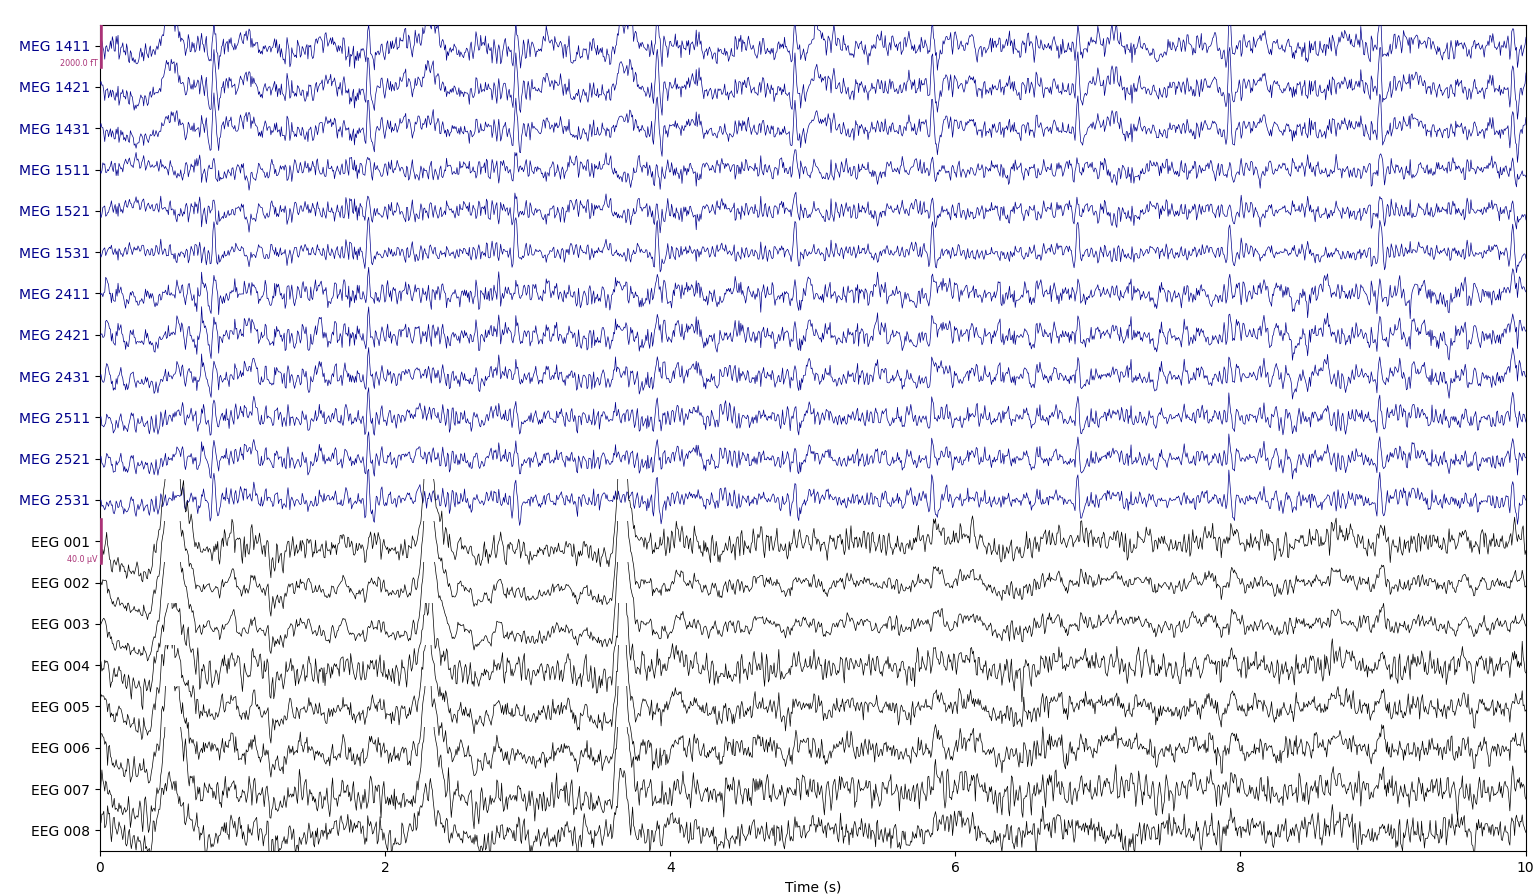 MEG 1411
2000.0 fT
MEG 1421
MEG 1431
MEG 1511
MEG 1521
MEG 1531
MEG 2411
MEG 2421
MEG 2431
MEG 2511
MEG 2521
MEG 2531
EEG 001
40.0 µV
EEG 002
EEG 003
EEG 004
EEG 005
EEG 006
EEG 007
EEG 008
0 2 4 6 8 10
Time (s)